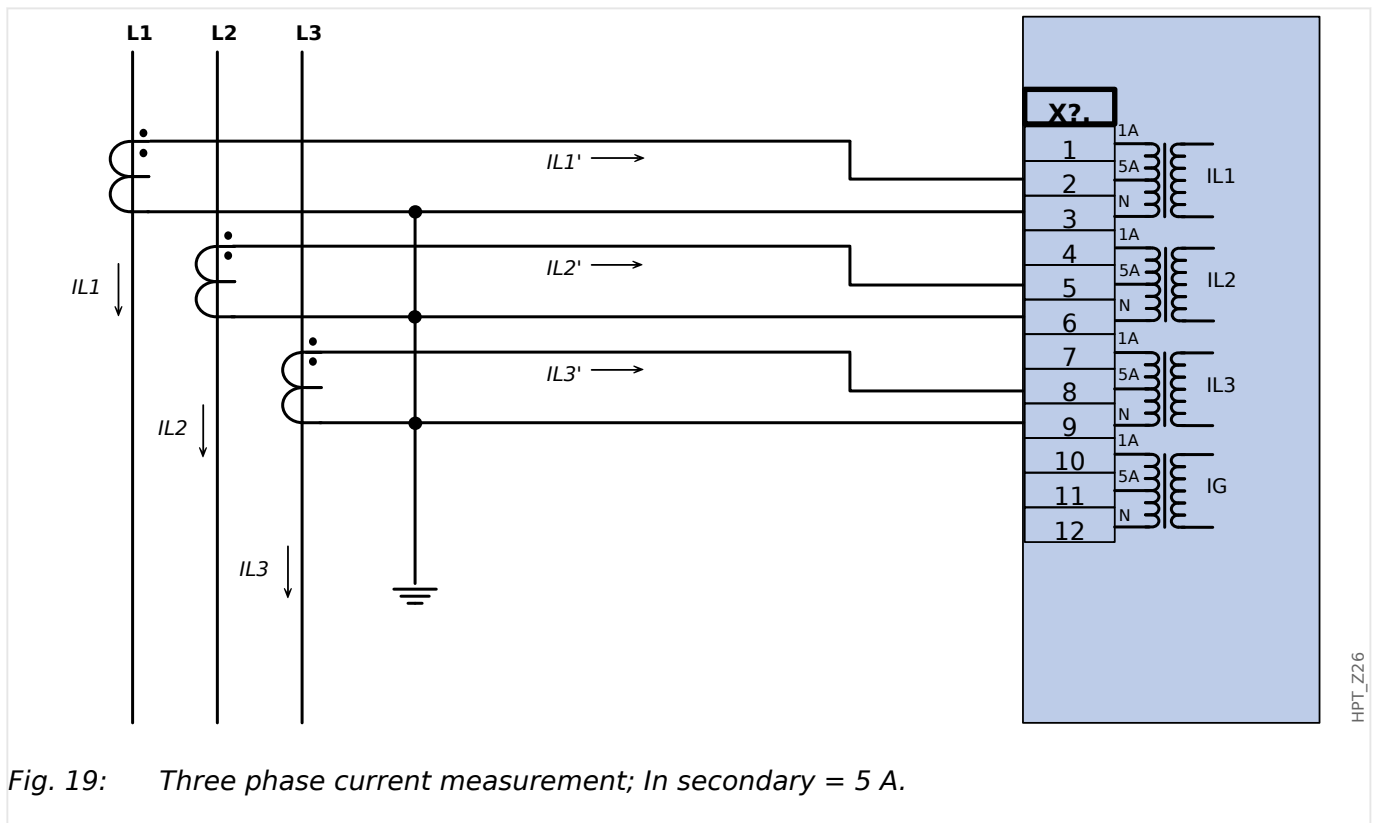 L1 L2 L3
X?.
1A
1
IL1'
5A
IL1
2
N
3
1A
4
IL2'
5A
IL2
IL1
5
N
6
1A
7
IL3'
5A
IL3
8
N
9
IL2
1A
10
5A
IG
11
N
12
IL3
HPT_Z26
Fig. 19: Three phase current measurement; In secondary = 5 A.